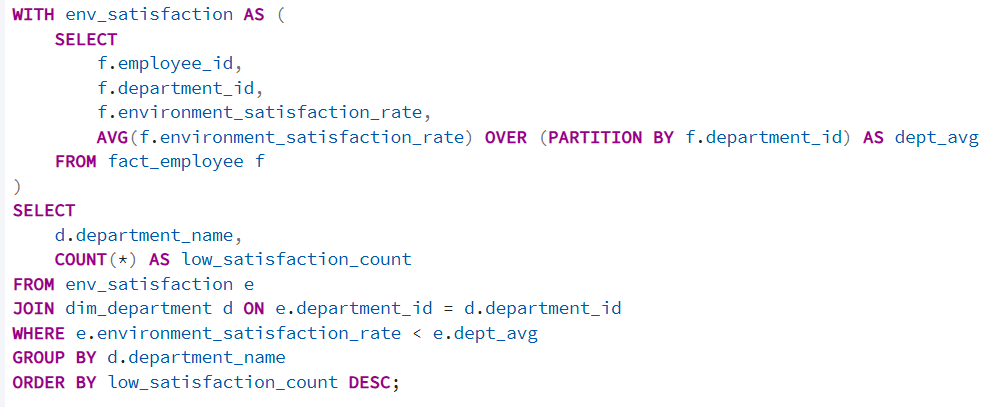 WITH env_satisfaction AS (
    SELECT
        f.employee_id,
        f.department_id,
        f.environment_satisfaction_rate,
        AVG(f.environment_satisfaction_rate) OVER (PARTITION BY f.department_id) AS dept_avg
    FROM fact_employee f
)
SELECT
    d.department_name,
    COUNT(*) AS low_satisfaction_count
FROM env_satisfaction e
JOIN dim_department d ON e.department_id = d.department_id
WHERE e.environment_satisfaction_rate < e.dept_avg
GROUP BY d.department_name
ORDER BY low_satisfaction_count DESC;